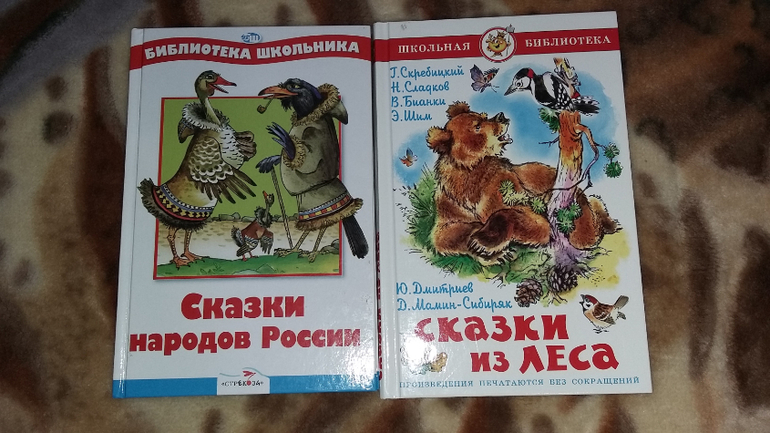 БИБЛИОТЕКА ШКОЛЬНИКА
Сказки
народов России
«СТРЕКОЗА»
ШКОЛЬНАЯ БИБЛИОТЕКА
Г. Скребицкий
Н. Сладков
В. Бианки
Э. Шим
Ю. Дмитриев
Д. Мамин-Сибиряк
Сказки
из леса
ПРОИЗВЕДЕНИЯ ПЕЧАТАЮТСЯ БЕЗ СОКРАЩЕНИЙ